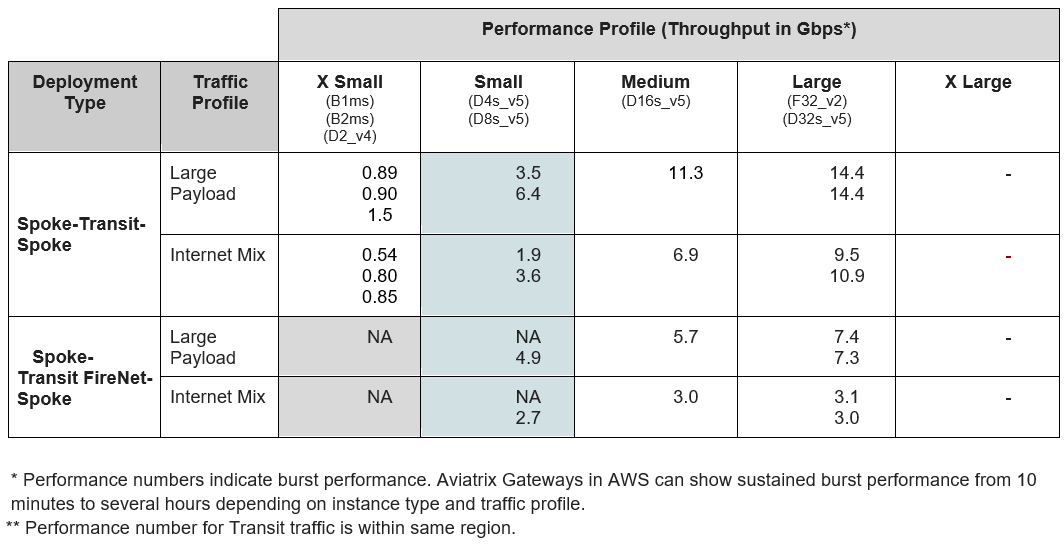 Performance Profile (Throughput in Gbps*)
Deployment Type
Traffic Profile
X Small
(B1ms)
(B2ms)
(D2_v4)
Small
(D4s_v5)
(D8s_v5)
Medium
(D16s_v5)
Large
(F32_v2)
(D32s_v5)
X Large
Spoke-Transit-
Spoke
Large
Payload
0.89
0.90
1.5
3.5
6.4
11.3
14.4
14.4
-
Internet Mix
0.54
0.80
0.85
1.9
3.6
6.9
9.5
10.9
-
Spoke-
Transit FireNet-
Spoke
Large
Payload
NA
NA
4.9
5.7
7.4
7.3
-
Internet Mix
NA
NA
2.7
3.0
3.1
3.0
-
* Performance numbers indicate burst performance. Aviatrix Gateways in AWS can show sustained burst performance from 10
minutes to several hours depending on instance type and traffic profile.
** Performance number for Transit traffic is within same region.